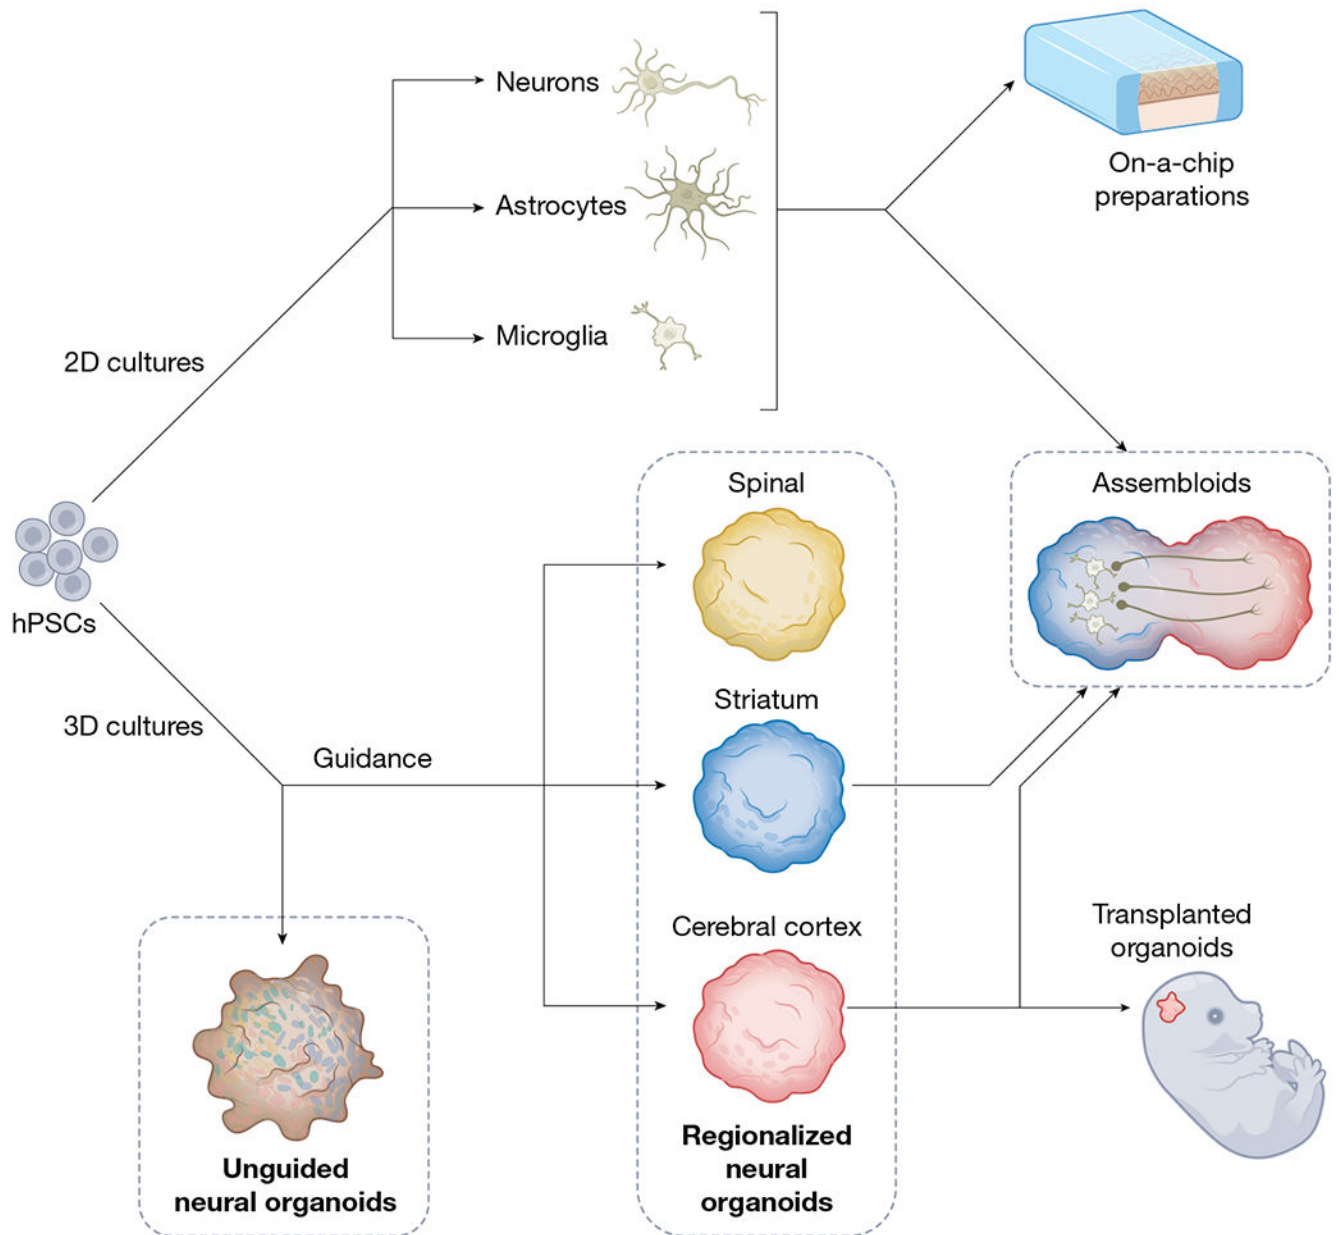 Neurons
Astrocytes
Microglia
On-a-chip
preparations
2D cultures
hPSCs
3D cultures
Guidance
Spinal
Striatum
Cerebral cortex
Regionalized
neural
organoids
Assembloids
Transplanted
organoids
Unguided
neural organoids